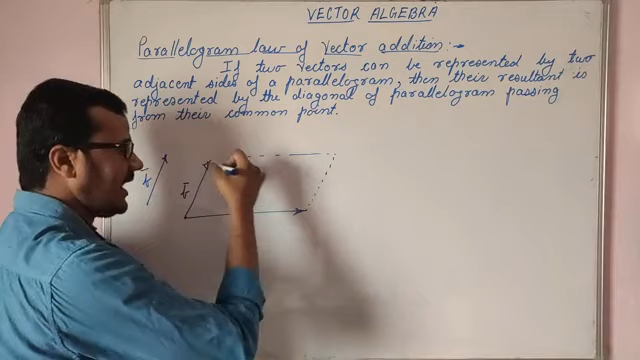 VECTOR ALGEBRA
Parallelogram law of Vector addition :-
If two vectors can be represented by two
adjacent sides of a parallelogram, then their resultant is
represented by the diagonal of parallelogram passing
from their common point.